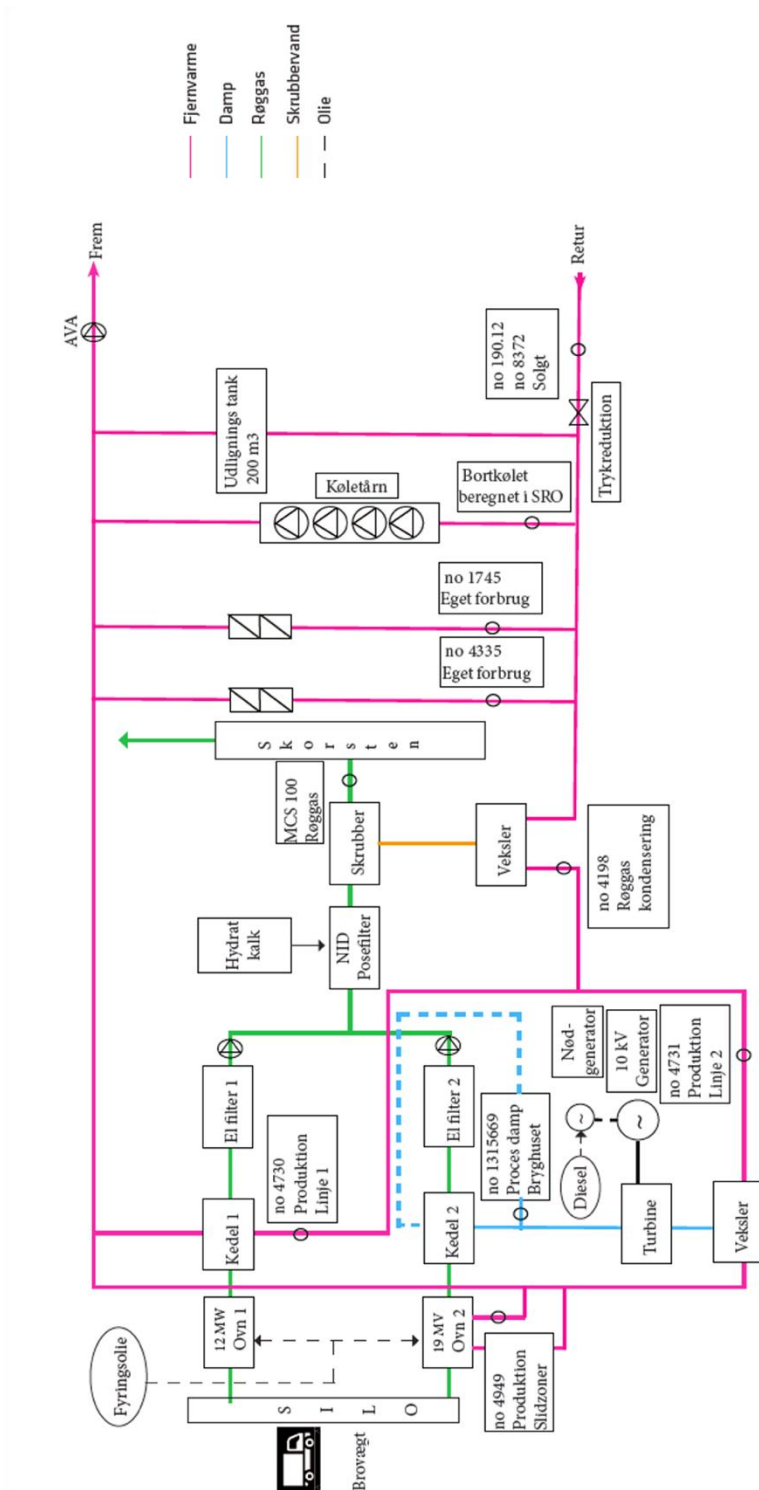 Fjernvarme
Damp
Røggas
Skrubbervand
Olie
AVA
Frem
Retur
Udlignings tank
200 m3
no 190.12
no 8372
Solgt
Trykreduktion
Køletårn
Bortkølet
beregnet i SRO
no 1745
Eget forbrug
no 4335
Eget forbrug
Skorsten
MCS 100
Røggas
Skrubber
Veksler
no 4198
Røggas
kondensering
Hydrat
kalk
NID
Posefilter
El filter 1
El filter 2
Nød-
generator
10 kV
Generator
no 4731
Produktion
Linje 2
no 4730
Produktion
Linje 1
no 1315669
Proces damp
Bryghuset
Diesel
~
~
Kedel 1
Kedel 2
Turbine
Veksler
12 MW
Ovn 1
19 MV
Ovn 2
no 4949
Produktion
Slidzoner
Fyringsolie
SILO
Brovægt